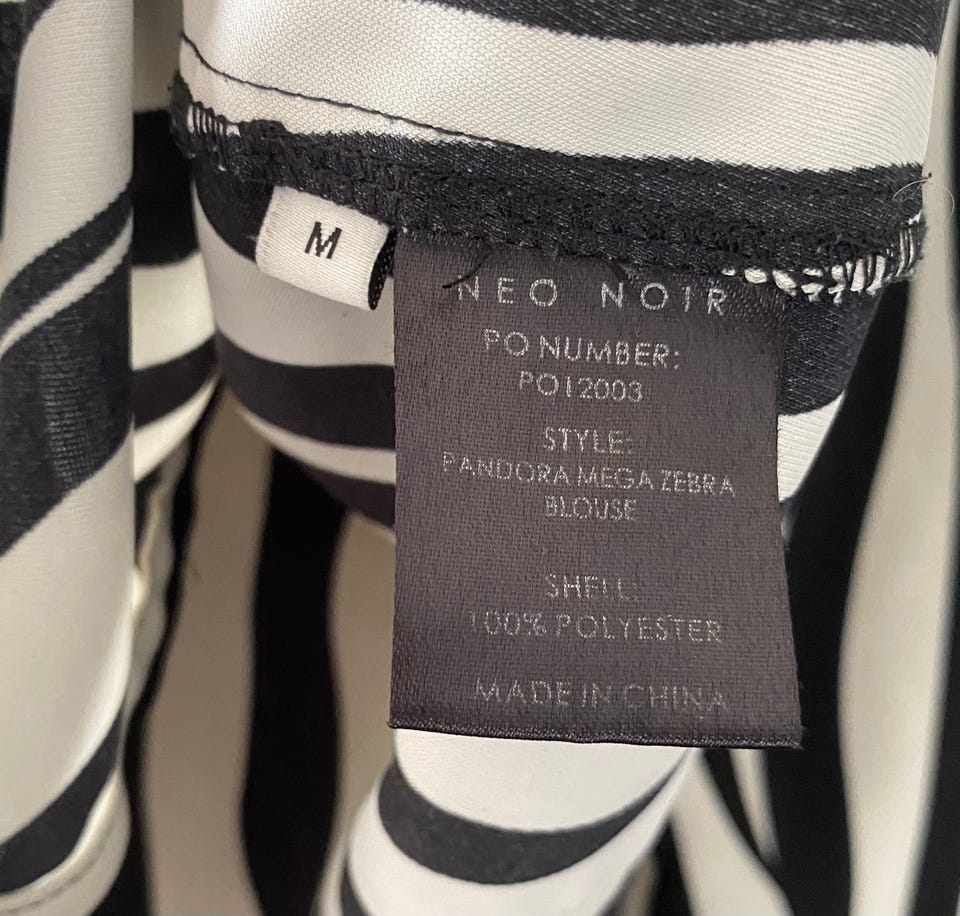 M
NEO NOIR
PO NUMBER:
PO12003
STYLE:
PANDORA MEGA ZEBRA
BLOUSE
SHELL:
100% POLYESTER
MADE IN CHINA